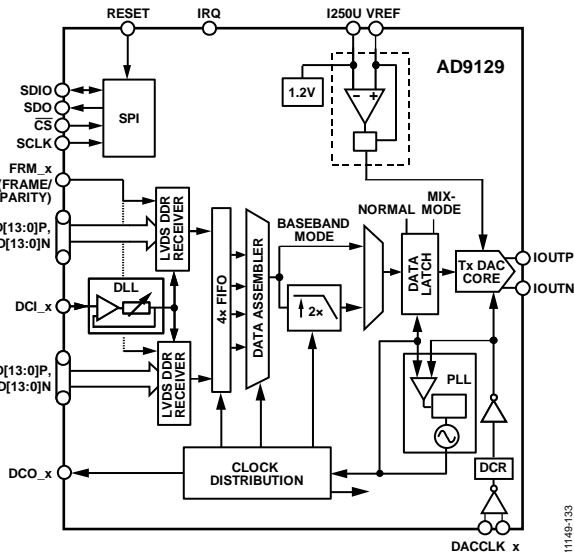 RESET
IRQ
I250U VREF
AD9129
1.2V
SDIO
SDO
CS
SCLK
SPI
FRM_x
(FRAME/
PARITY)
D[13:0]P,
D[13:0]N
LVDS DDR
RECEIVER
DLL
DCI_x
4× FIFO
DATA ASSEMBLER
BASEBAND
MODE
2×
NORMAL
MIX-
MODE
DATA
LATCH
Tx DAC
CORE
IOUTP
IOUTN
D[13:0]P,
D[13:0]N
LVDS DDR
RECEIVER
PLL
DCO_x
CLOCK
DISTRIBUTION
DCR
DACCLK_x
11149-133